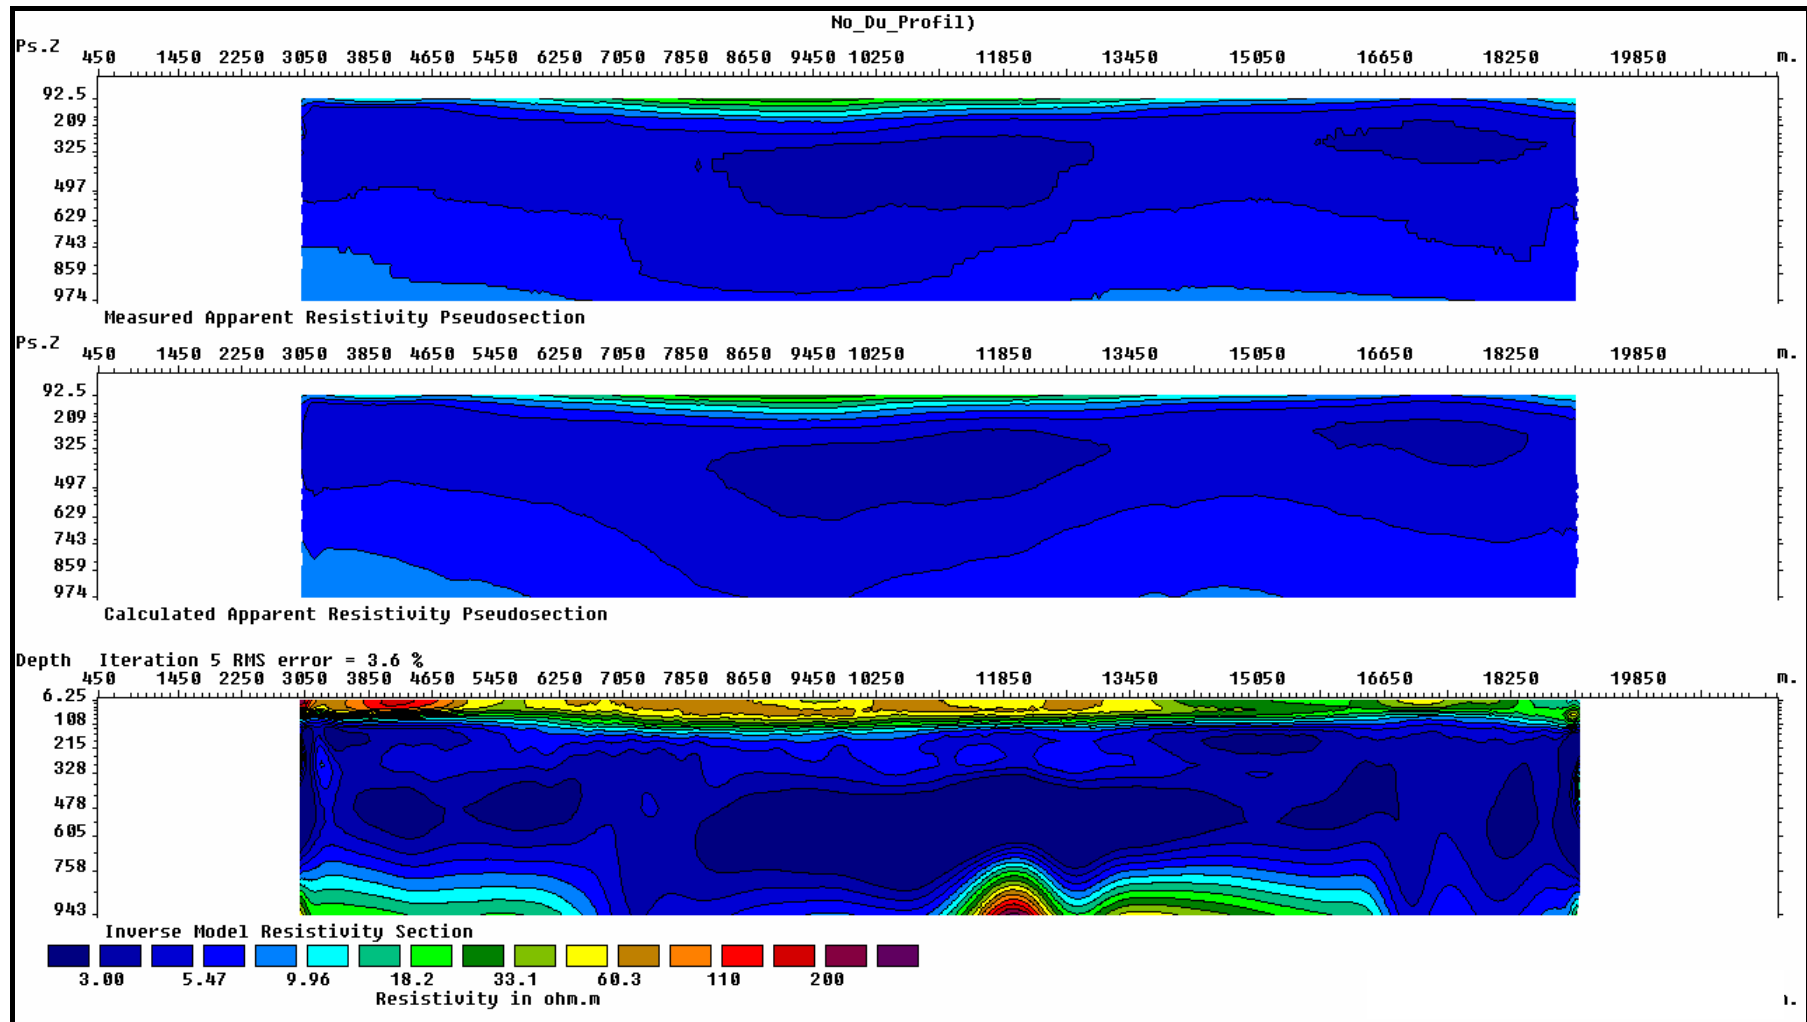 No_Du_Profil)
Ps.Z
450 1450 2250 3050 3850 4650 5450 6250 7050 7850 8650 9450 10250 11850 13450 15050 16650 18250 19850 m.
92.5
209
325
497
629
743
859
974
Measured Apparent Resistivity Pseudosection
Ps.Z
450 1450 2250 3050 3850 4650 5450 6250 7050 7850 8650 9450 10250 11850 13450 15050 16650 18250 19850 m.
92.5
209
325
497
629
743
859
974
Calculated Apparent Resistivity Pseudosection
Depth Iteration 5 RMS error = 3.6 %
450 1450 2250 3050 3850 4650 5450 6250 7050 7850 8650 9450 10250 11850 13450 15050 16650 18250 19850 m.
6.25
108
215
328
478
605
758
943
Inverse Model Resistivity Section
3.00 5.47 9.96 18.2 33.1 60.3 110 200
Resistivity in ohm.m